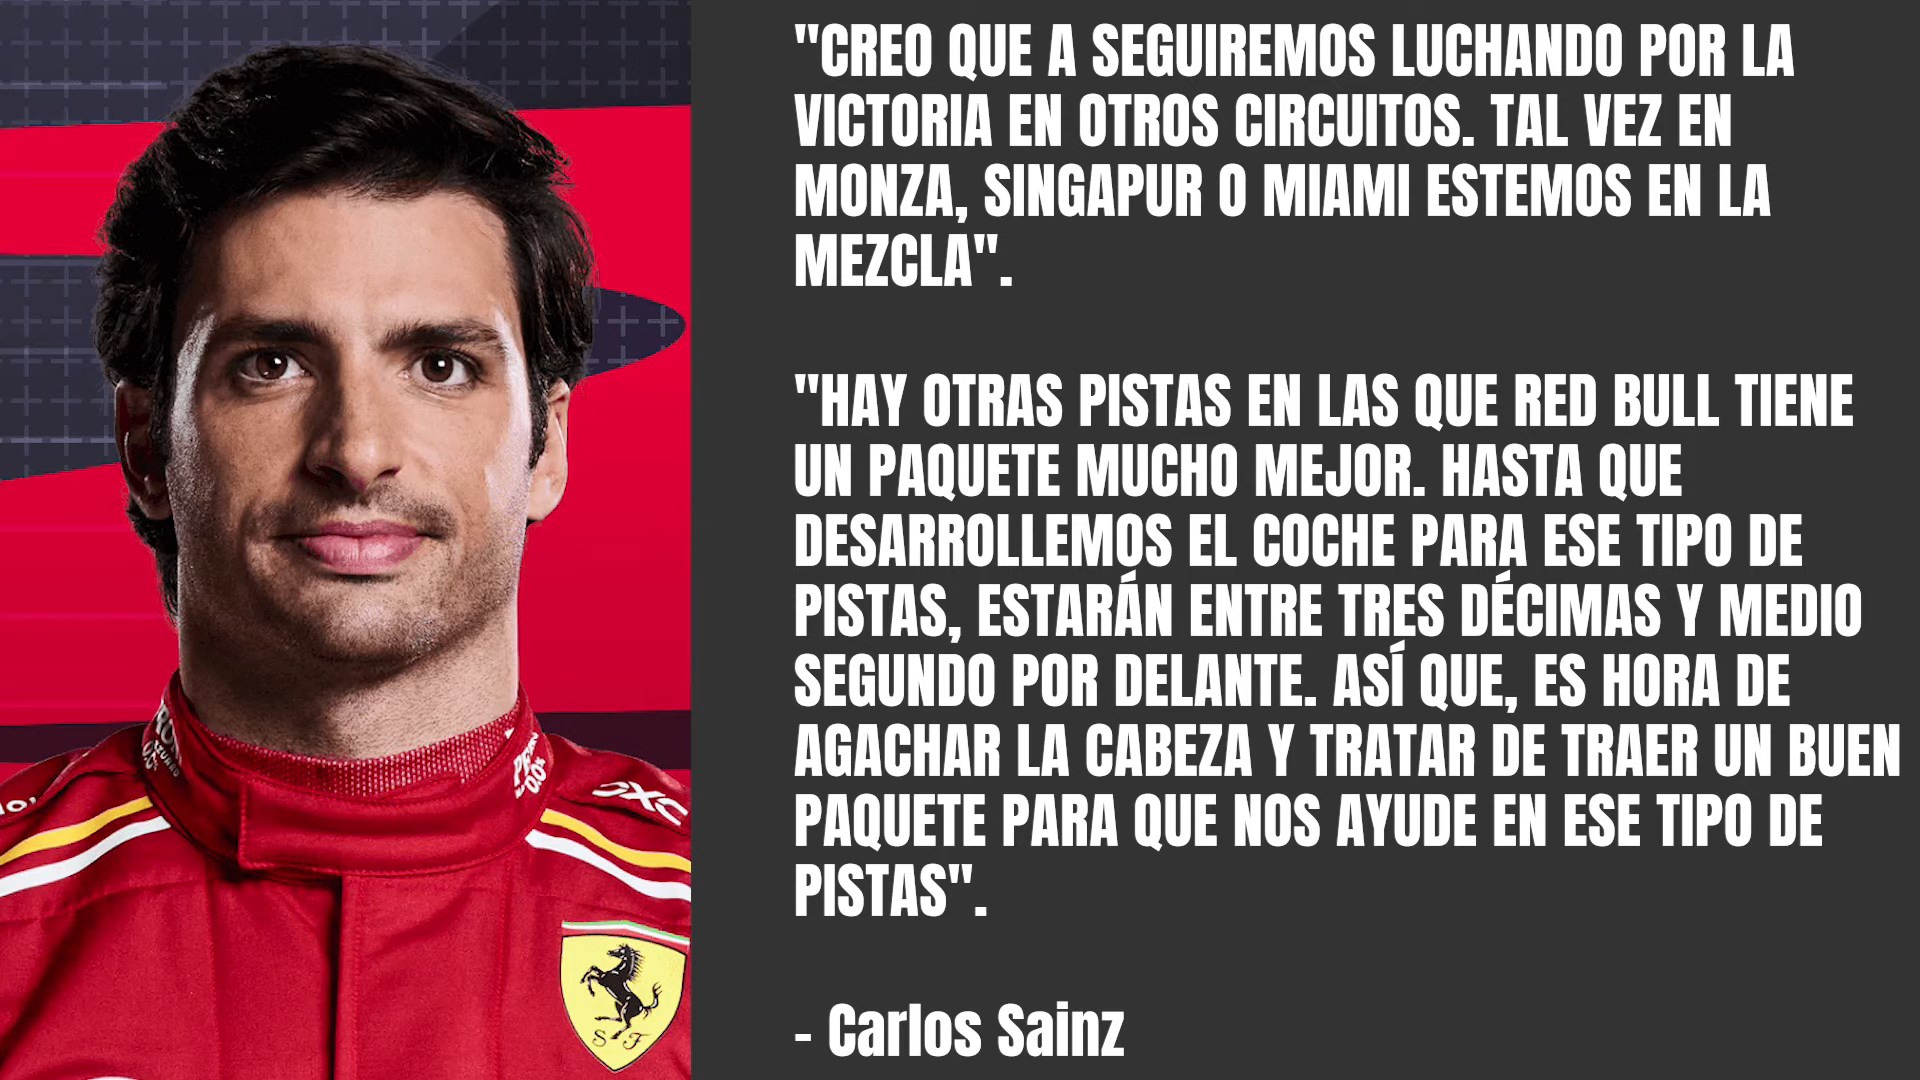 "CREO QUE A SEGUIREMOS LUCHANDO POR LA
VICTORIA EN OTROS CIRCUITOS. TAL VEZ EN
MONZA, SINGAPUR O MIAMI ESTEMOS EN LA
MEZCLA".
"HAY OTRAS PISTAS EN LAS QUE RED BULL TIENE
UN PAQUETE MUCHO MEJOR. HASTA QUE
DESARROLLEMOS EL COCHE PARA ESE TIPO DE
PISTAS, ESTARÁN ENTRE TRES DÉCIMAS Y MEDIO
SEGUNDO POR DELANTE. ASÍ QUE, ES HORA DE
AGACHAR LA CABEZA Y TRATAR DE TRAER UN BUEN
PAQUETE PARA QUE NOS AYUDE EN ESE TIPO DE
PISTAS".
- Carlos Sainz
S F